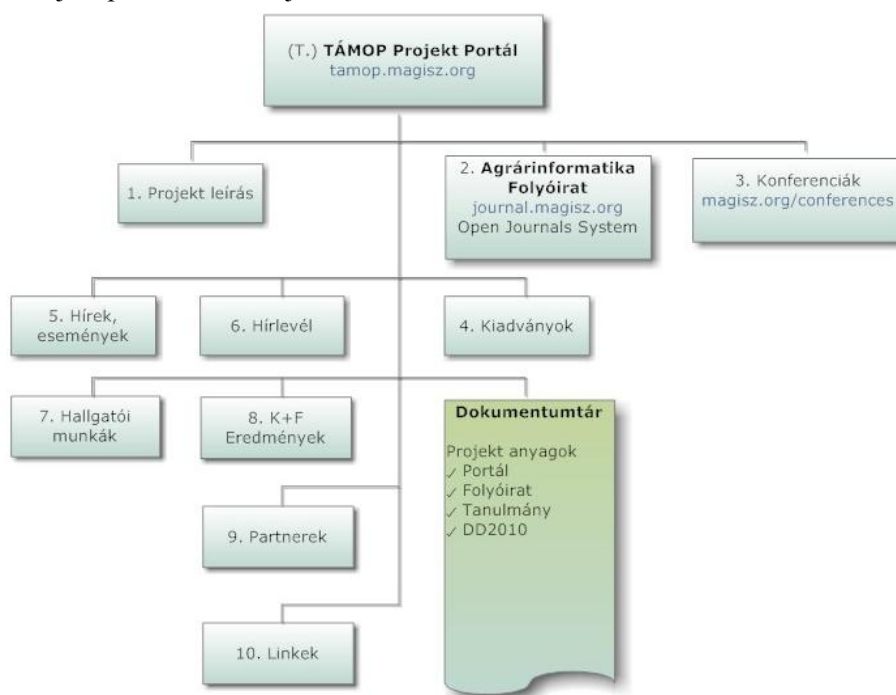 (T.) TÁMOP Projekt Portál
tamop.magisz.org
1. Projekt leírás
2. Agrárinformatika
Folyóirat
journal.magisz.org
Open Journals System
3. Konferenciák
magisz.org/conferences
5. Hírek,
események
6. Hírlevél
4. Kiadványok
7. Hallgatói
munkák
8. K+F
Eredmények
Dokumentumtár
Projekt anyagok
✓ Portál
✓ Folyóirat
✓ Tanulmány
✓ DD2010
9. Partnerek
10. Linkek